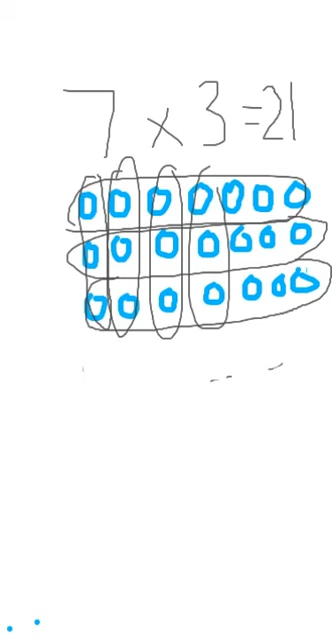 7 x 3 = 21